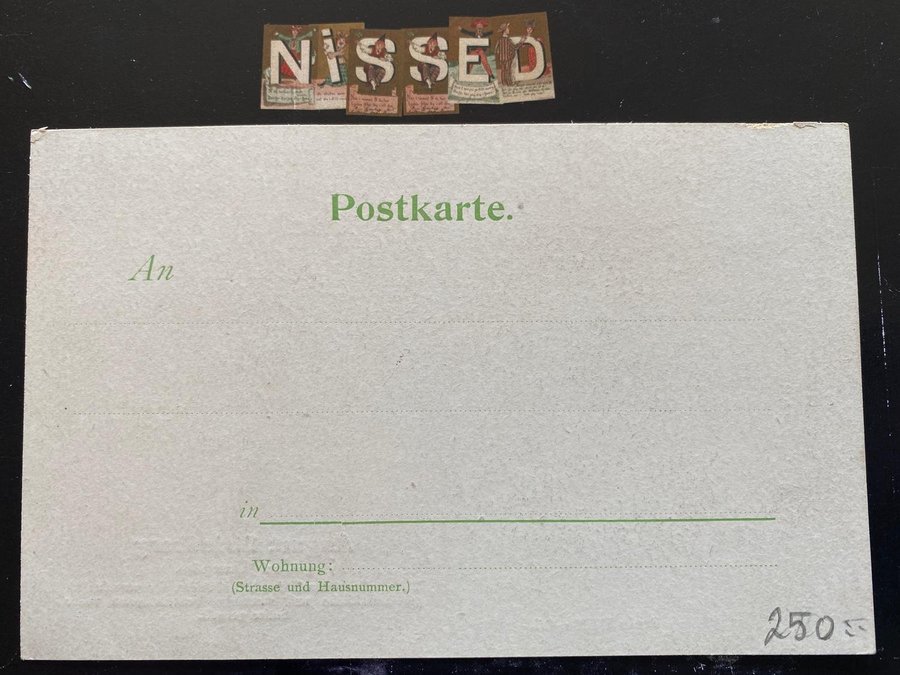 NiSSED
Postkarte.
An
in
Wohnung:
(Strasse und Hausnummer.)
250